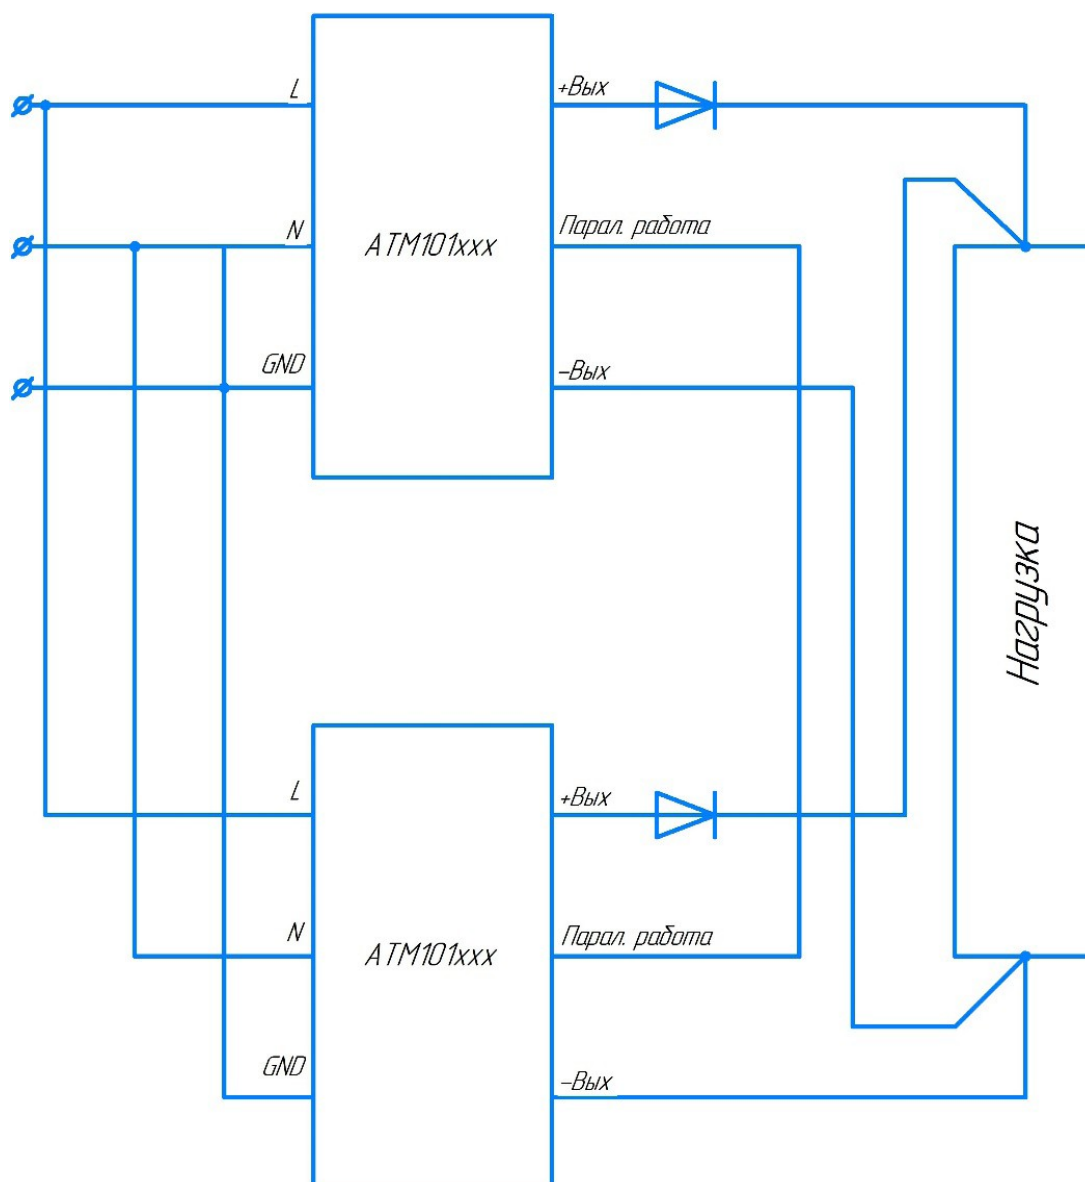 L
+Вых
N
АТМ101ххх
Парал. работа
GND
–Вых
Нагрузка
L
+Вых
N
АТМ101ххх
Парал. работа
GND
–Вых